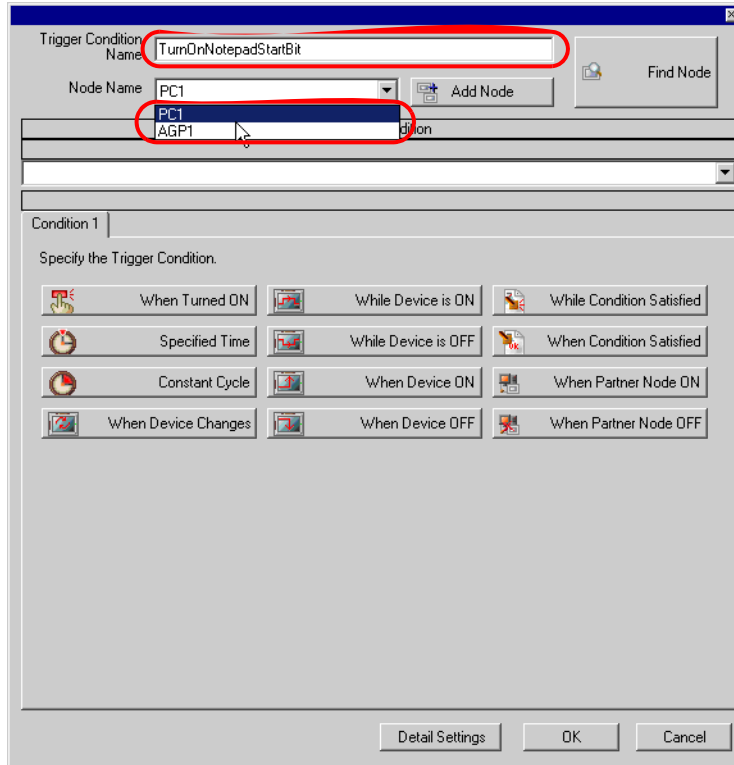 Trigger Condition
Name
TurnOnNotepadStartBit
Find Node
Node Name
PC1
Add Node
PC1
AGP1
Condition 1
Specify the Trigger Condition.
When Turned ON
While Device is ON
While Condition Satisfied
Specified Time
While Device is OFF
When Condition Satisfied
Constant Cycle
When Device ON
When Partner Node ON
When Device Changes
When Device OFF
When Partner Node OFF
Detail Settings
OK
Cancel